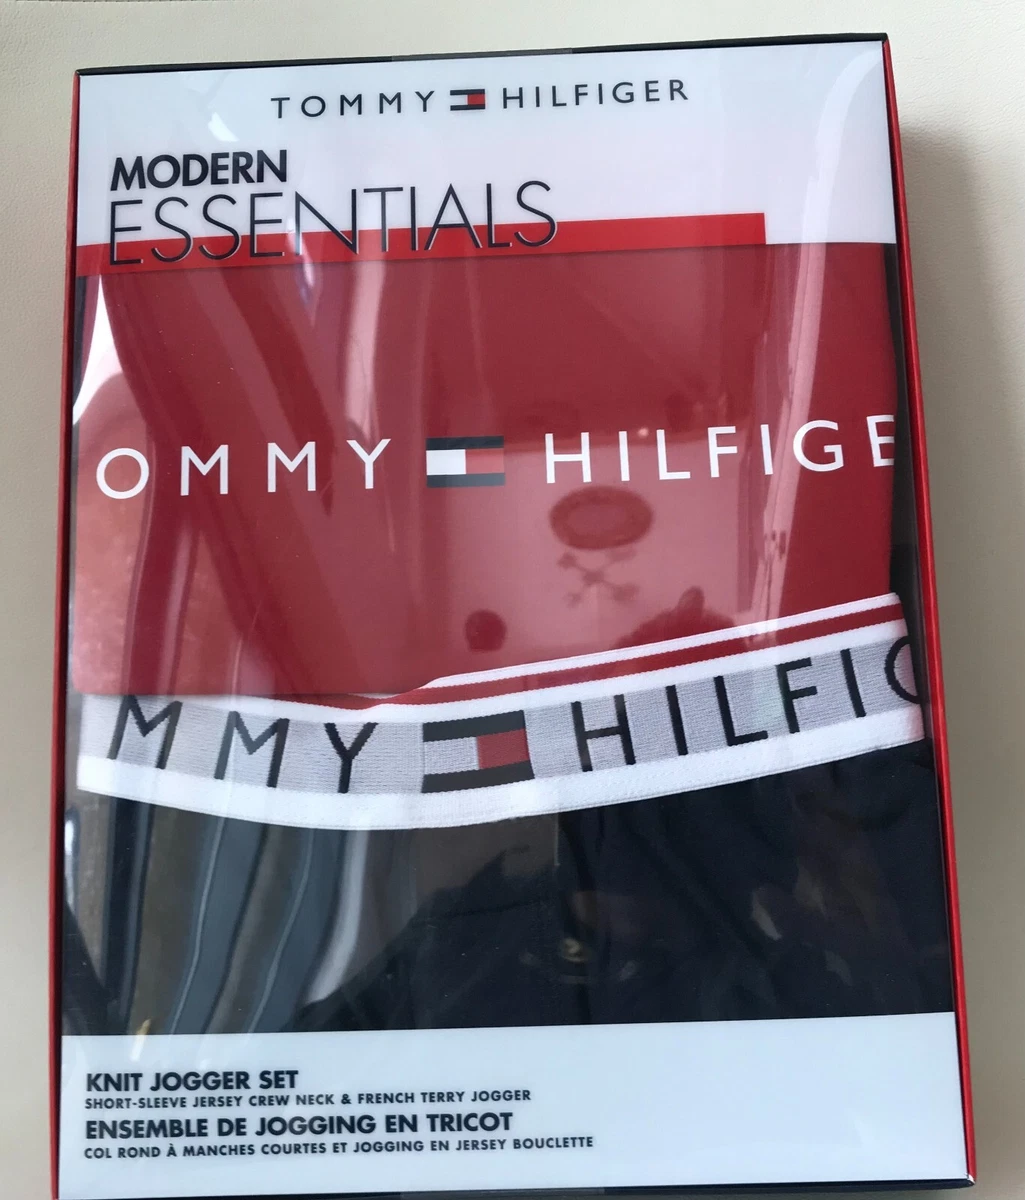 TOMMY HILFIGER
MODERN
ESSENTIALS
OMMY HILFIGE
MMY HILFIG
KNIT JOGGER SET
SHORT-SLEEVE JERSEY CREW NECK & FRENCH TERRY JOGGER
ENSEMBLE DE JOGGING EN TRICOT
COL ROND À MANCHES COURTES ET JOGGING EN JERSEY BOUCLETTE